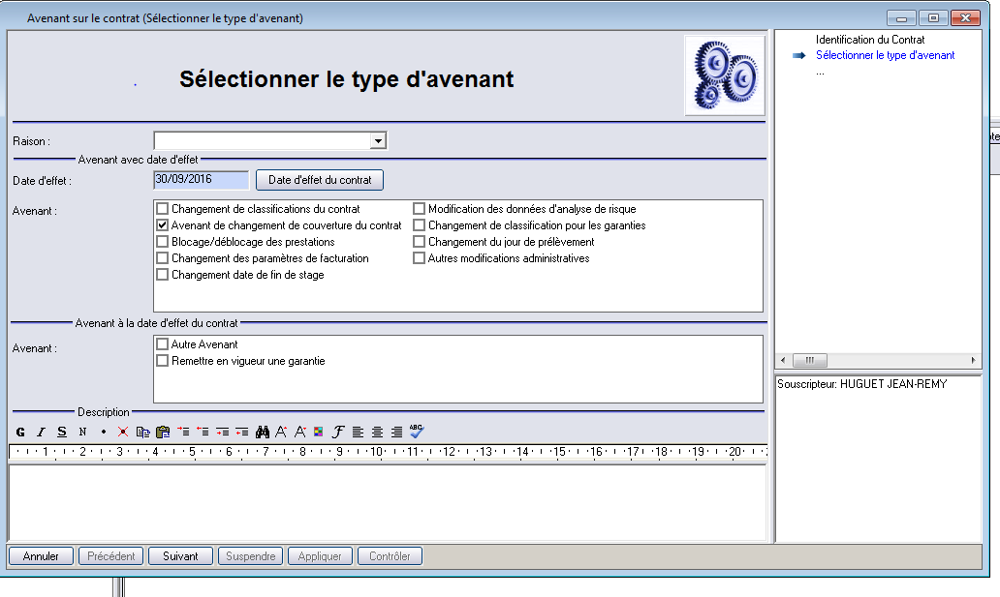 Avenant sur le contrat (Sélectionner le type d'avenant)
Sélectionner le type d'avenant
Identification du Contrat
Sélectionner le type d'avenant
...
Raison :
Avenant avec date d'effet
Date d'effet :
30/09/2016
Date d'effet du contrat
Avenant :
Changement de classifications du contrat
Modification des données d'analyse de risque
Avenant de changement de couverture du contrat
Changement de classification pour les garanties
Blocage/déblocage des prestations
Changement du jour de prélèvement
Changement des paramètres de facturation
Autres modifications administratives
Changement date de fin de stage
Avenant à la date d'effet du contrat
Avenant :
Autre Avenant
Remettre en vigueur une garantie
Souscripteur: HUGUET JEAN-REMY
Description
G I S N
ABC
1 2 3 4 5 6 7 8 9 10 11 12 13 14 15 16 17 18 19 20
Annuler
Précédent
Suivant
Suspendre
Appliquer
Contrôler